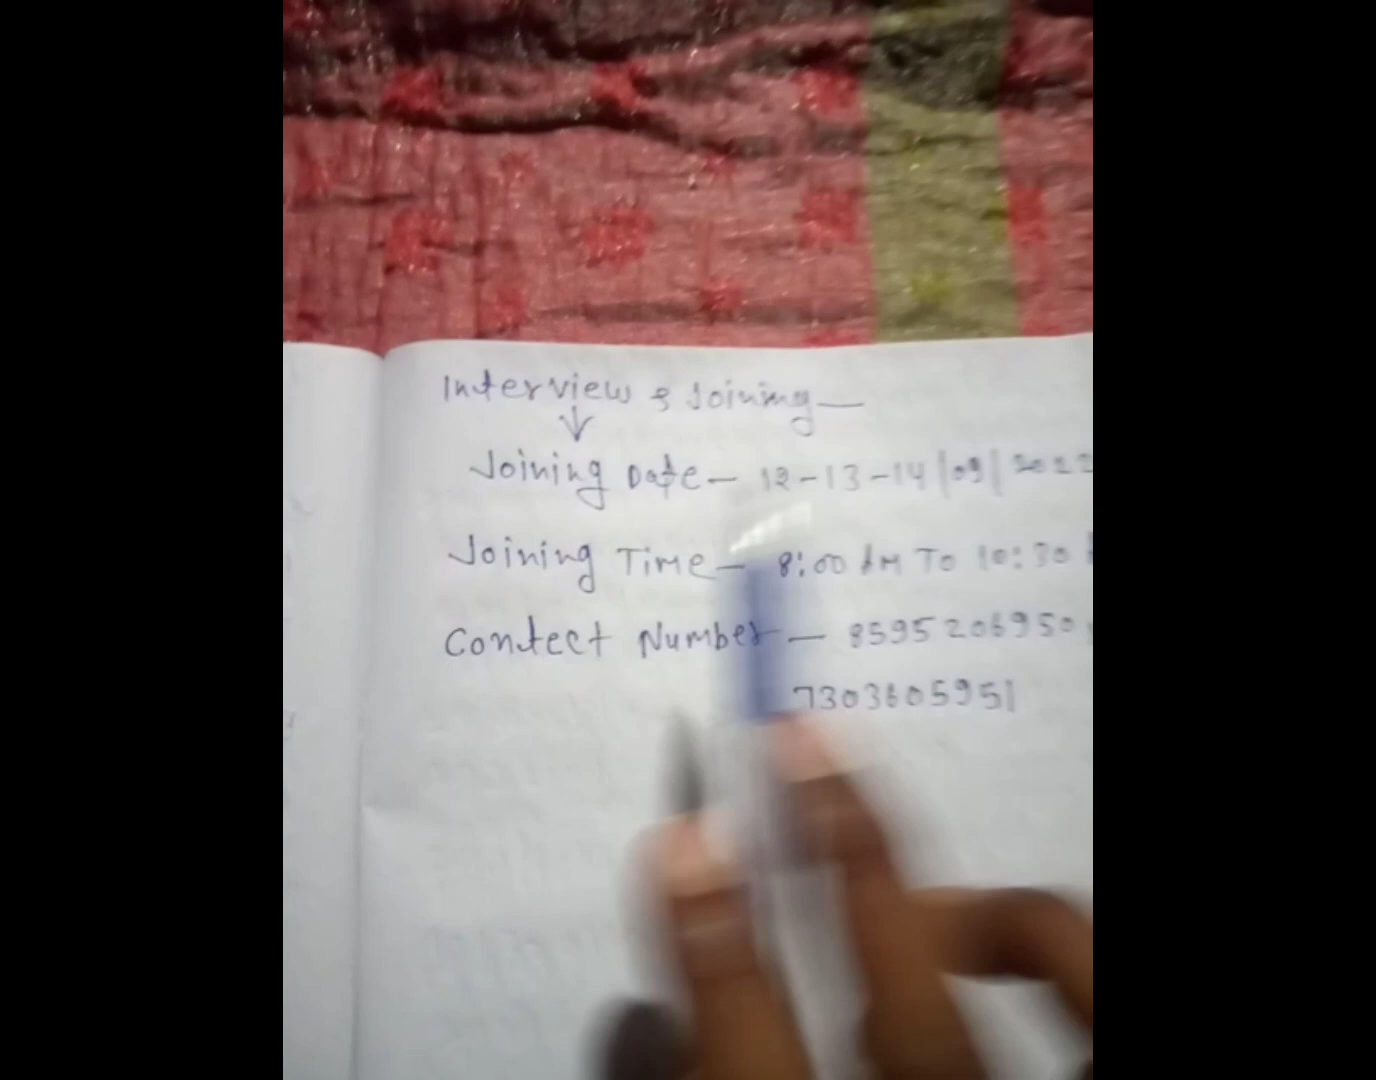 Interview & Joining—
Joining Date— 12-13-14|09|2022
Joining Time— 8:00 AM To 10:30
Contect Number— 8595206950
7303605951